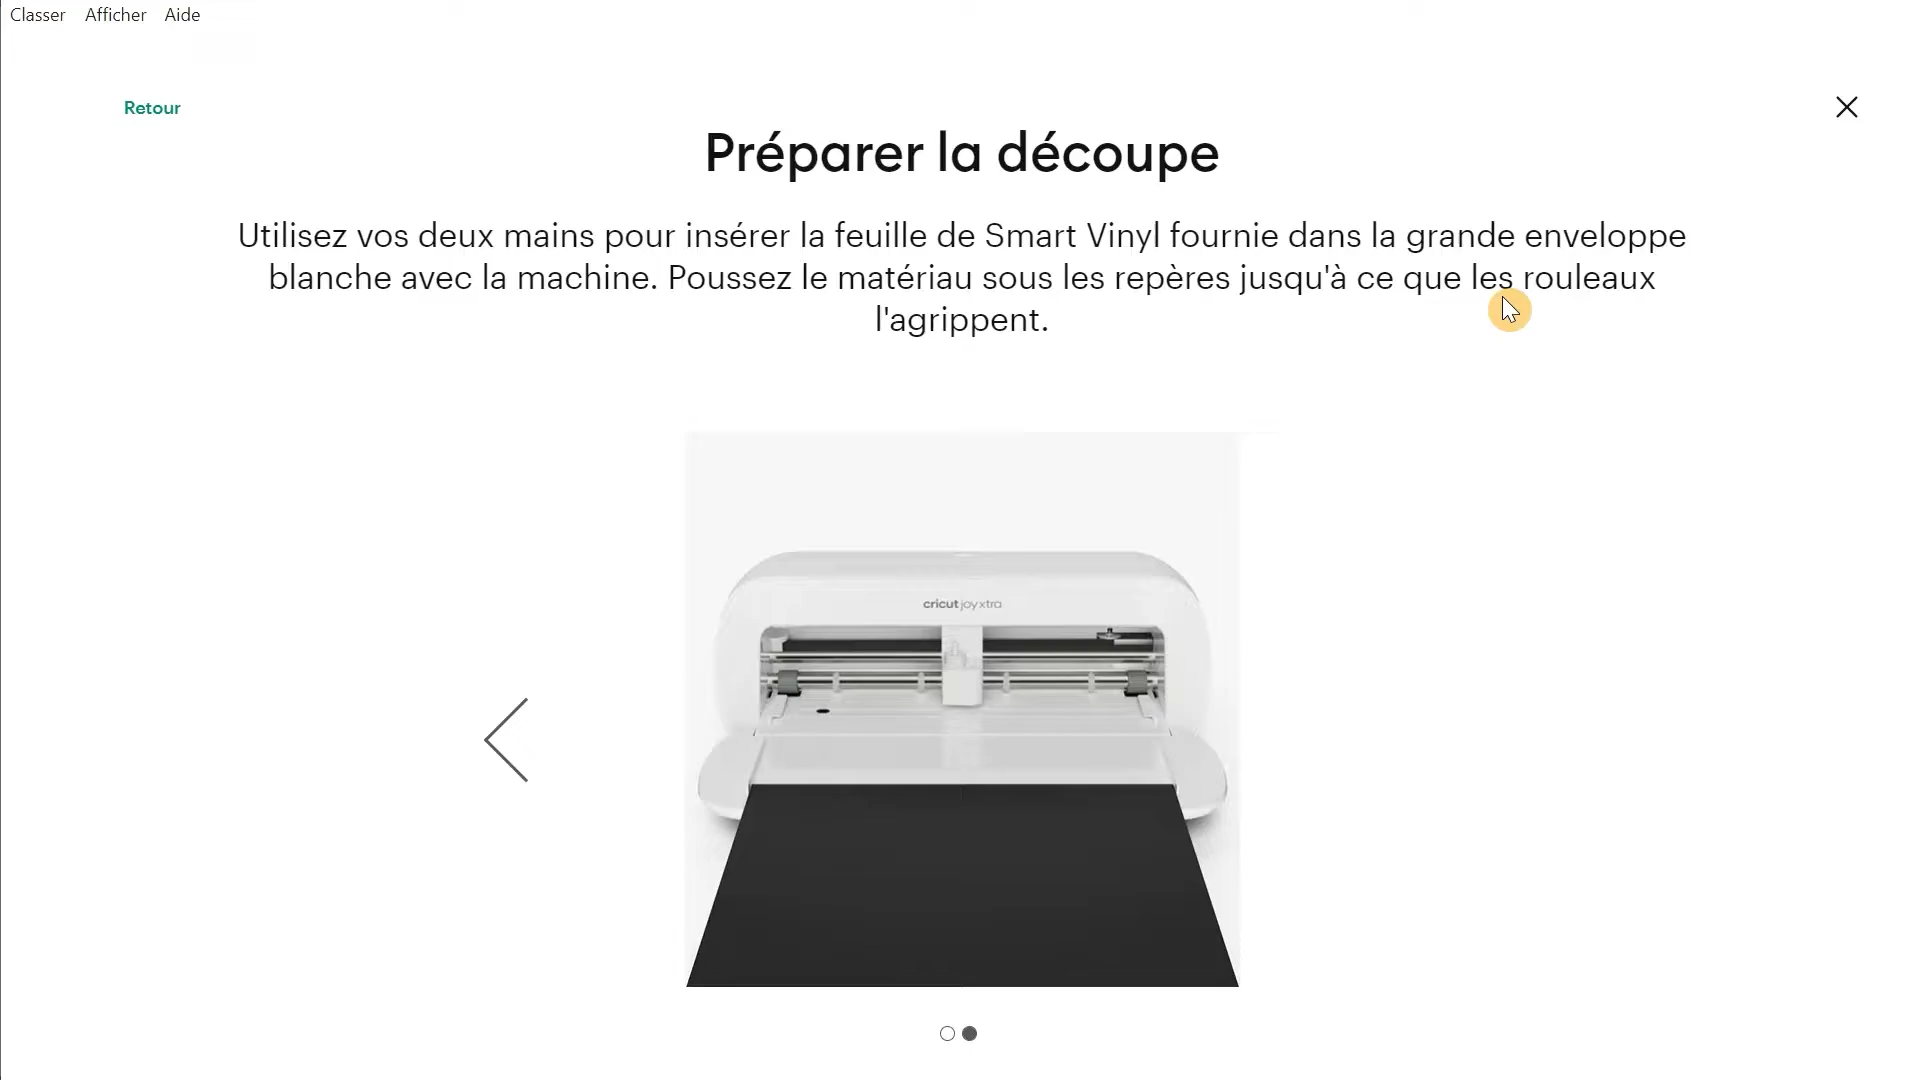 Classer Afficher Aide
Retour
Préparer la découpe
Utilisez vos deux mains pour insérer la feuille de Smart Vinyl fournie dans la grande enveloppe
blanche avec la machine. Poussez le matériau sous les repères jusqu'à ce que les rouleaux
l'agrippent.
cricut joy xtra